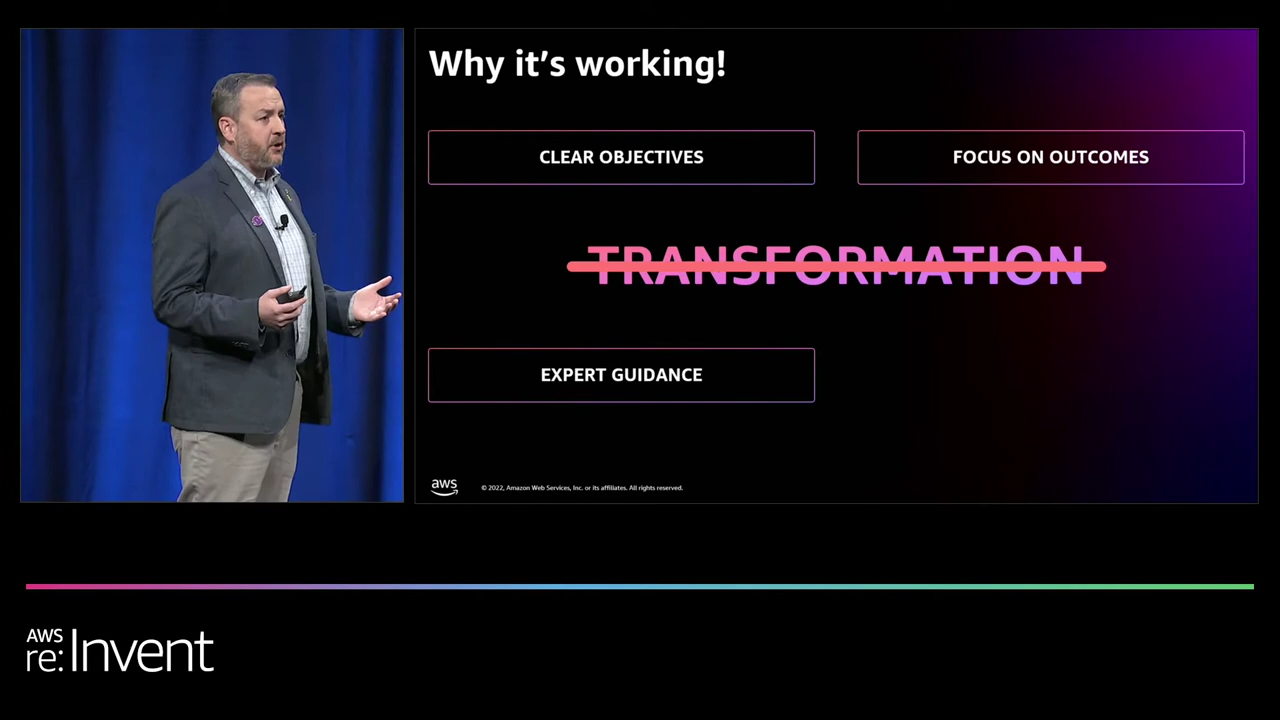 Why it's working!
CLEAR OBJECTIVES
FOCUS ON OUTCOMES
TRANSFORMATION
EXPERT GUIDANCE
aws
© 2022, Amazon Web Services, Inc. or its affiliates. All rights reserved.
AWS
re:Invent